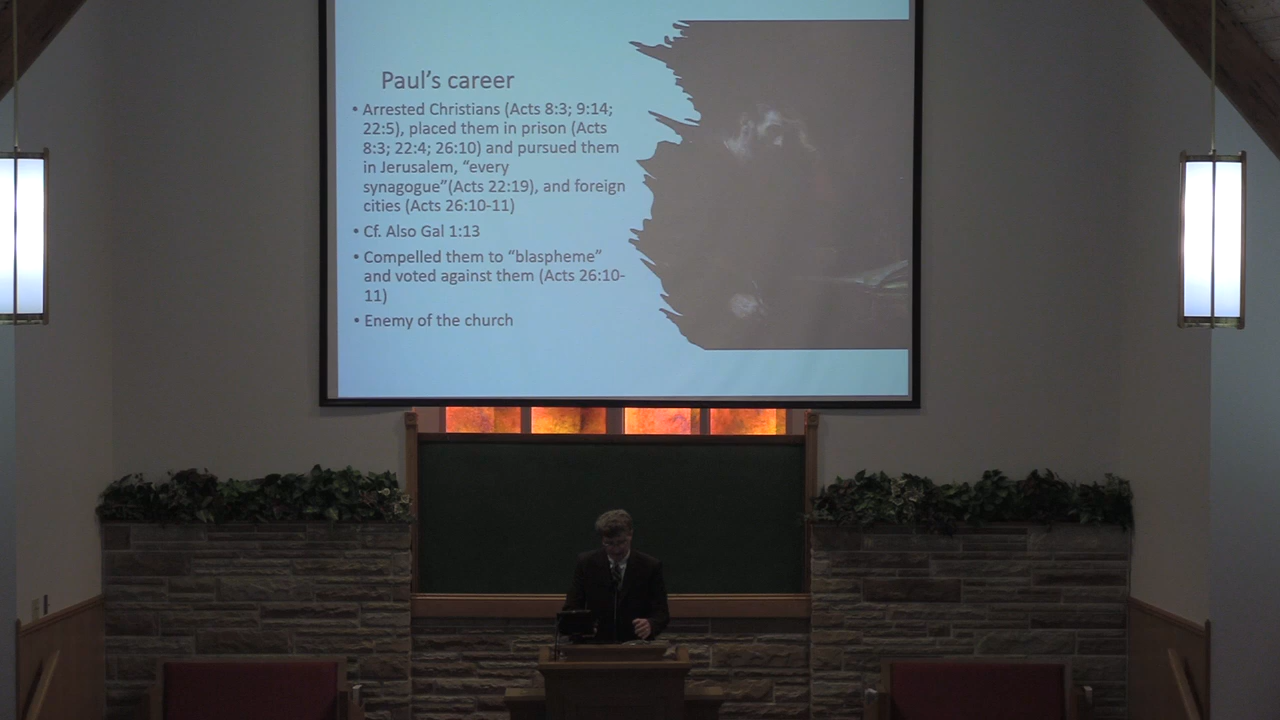 Paul’s career
• Arrested Christians (Acts 8:3; 9:14;
22:5), placed them in prison (Acts
8:3; 22:4; 26:10) and pursued them
in Jerusalem, “every
synagogue”(Acts 22:19), and foreign
cities (Acts 26:10-11)
• Cf. Also Gal 1:13
• Compelled them to “blaspheme”
and voted against them (Acts 26:10-
11)
• Enemy of the church